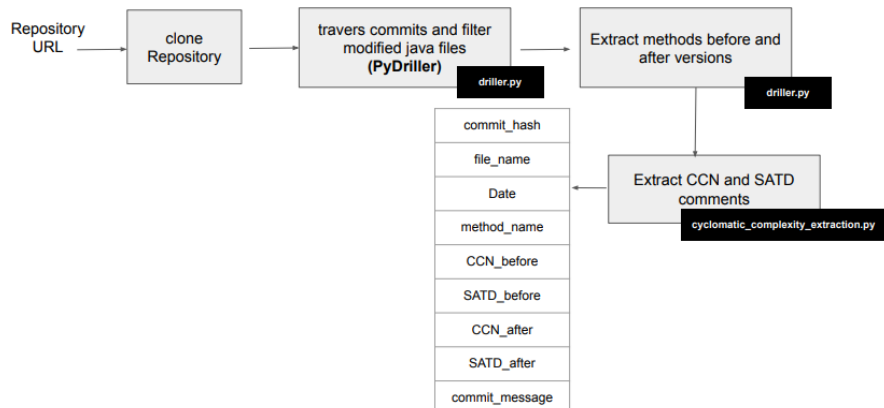 Repository
URL
clone
Repository
travers commits and filter
modified java files
(PyDriller)
driller.py
Extract methods before and
after versions
driller.py
Extract CCN and SATD
comments
cyclomatic_complexity_extraction.py
commit_hash
file_name
Date
method_name
CCN_before
SATD_before
CCN_after
SATD_after
commit_message